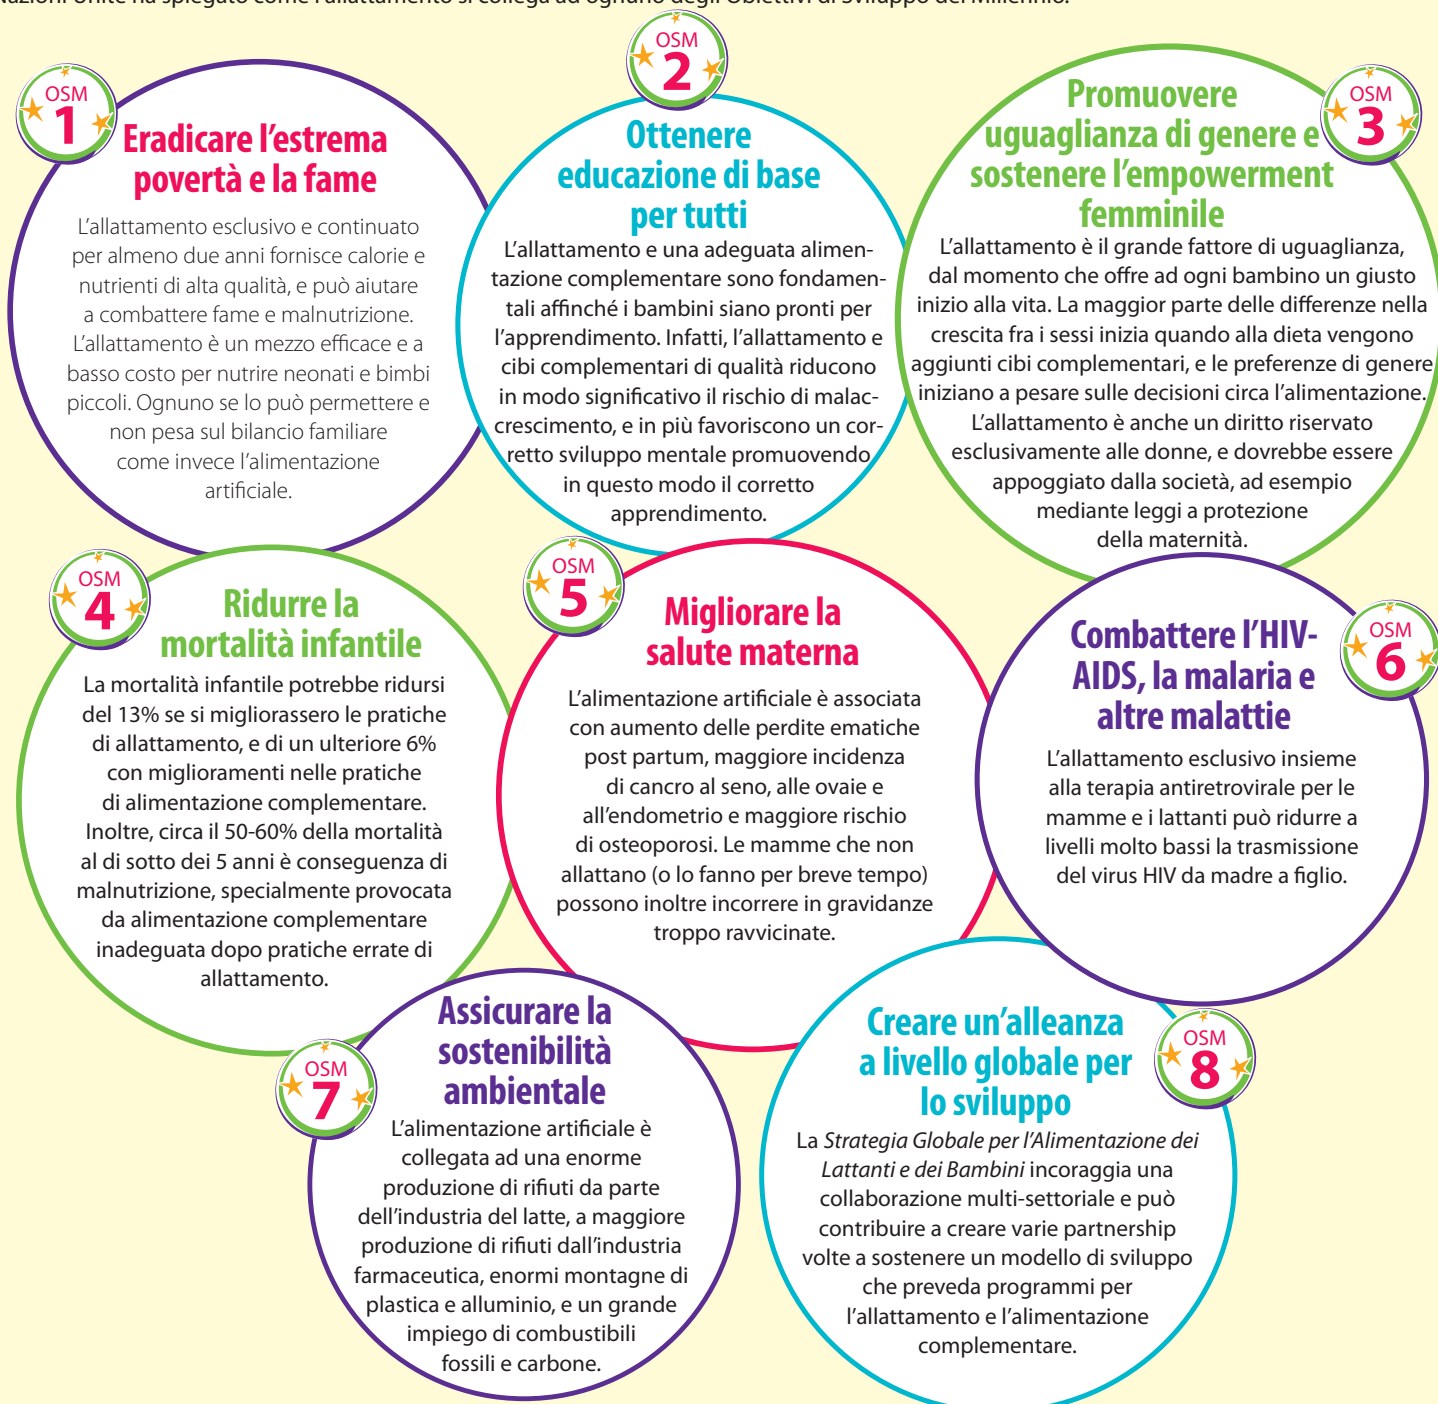 Nazioni Unite ha spiegato come l'allattamento si collega ad ognuno degli Obiettivi di Sviluppo del Millennio.
OSM
1
Eradicare l'estrema
povertà e la fame
L'allattamento esclusivo e continuato
per almeno due anni fornisce calorie e
nutrienti di alta qualità, e può aiutare
a combattere fame e malnutrizione.
L'allattamento è un mezzo efficace e a
basso costo per nutrire neonati e bimbi
piccoli. Ognuno se lo può permettere e
non pesa sul bilancio familiare
come invece l'alimentazione
artificiale.
OSM
2
Ottenere
educazione di base
per tutti
L'allattamento e una adeguata alimen-
tazione complementare sono fondamen-
tali affinché i bambini siano pronti per
l'apprendimento. Infatti, l'allattamento e
cibi complementari di qualità riducono
in modo significativo il rischio di malac-
crescimento, e in più favoriscono un cor-
retto sviluppo mentale promuovendo
in questo modo il corretto
apprendimento.
OSM
3
Promuovere
uguaglianza di genere e
sostenere l'empowerment
femminile
L'allattamento è il grande fattore di uguaglianza,
dal momento che offre ad ogni bambino un giusto
inizio alla vita. La maggior parte delle differenze nella
crescita fra i sessi inizia quando alla dieta vengono
aggiunti cibi complementari, e le preferenze di genere
iniziano a pesare sulle decisioni circa l'alimentazione.
L'allattamento è anche un diritto riservato
esclusivamente alle donne, e dovrebbe essere
appoggiato dalla società, ad esempio
mediante leggi a protezione
della maternità.
OSM
4
Ridurre la
mortalità infantile
La mortalità infantile potrebbe ridursi
del 13% se si migliorassero le pratiche
di allattamento, e di un ulteriore 6%
con miglioramenti nelle pratiche
di alimentazione complementare.
Inoltre, circa il 50-60% della mortalità
al di sotto dei 5 anni è conseguenza di
malnutrizione, specialmente provocata
da alimentazione complementare
inadeguata dopo pratiche errate di
allattamento.
OSM
5
Migliorare la
salute materna
L'alimentazione artificiale è associata
con aumento delle perdite ematiche
post partum, maggiore incidenza
di cancro al seno, alle ovaie e
all'endometrio e maggiore rischio
di osteoporosi. Le mamme che non
allattano (o lo fanno per breve tempo)
possono inoltre incorrere in gravidanze
troppo ravvicinate.
OSM
6
Combattere l'HIV-
AIDS, la malaria e
altre malattie
L'allattamento esclusivo insieme
alla terapia antiretrovirale per le
mamme e i lattanti può ridurre a
livelli molto bassi la trasmissione
del virus HIV da madre a figlio.
OSM
7
Assicurare la
sostenibilità
ambientale
L'alimentazione artificiale è
collegata ad una enorme
produzione di rifiuti da parte
dell'industria del latte, a maggiore
produzione di rifiuti dall'industria
farmaceutica, enormi montagne di
plastica e alluminio, e un grande
impiego di combustibili
fossili e carbone.
OSM
8
Creare un'alleanza
a livello globale per
lo sviluppo
La Strategia Globale per l'Alimentazione dei
Lattanti e dei Bambini incoraggia una
collaborazione multi-settoriale e può
contribuire a creare varie partnership
volte a sostenere un modello di sviluppo
che preveda programmi per
l'allattamento e l'alimentazione
complementare.